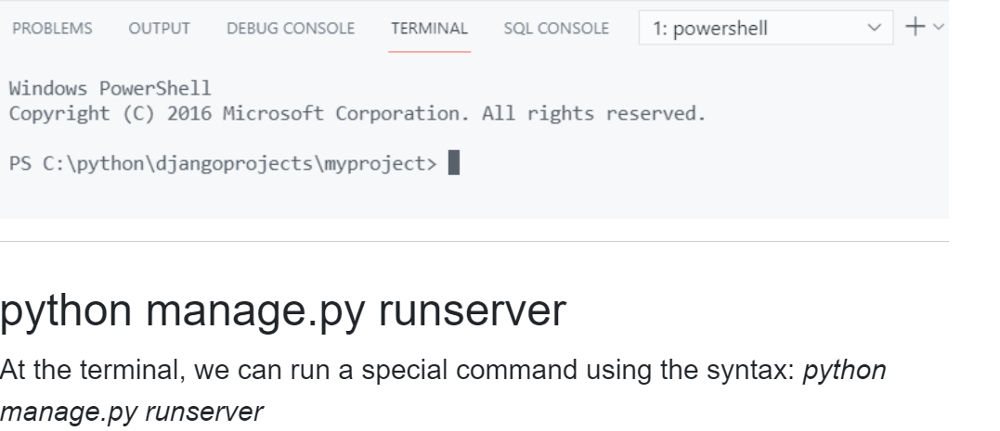 PROBLEMS OUTPUT DEBUG CONSOLE TERMINAL SQL CONSOLE 1: powershell
Windows PowerShell
Copyright (C) 2016 Microsoft Corporation. All rights reserved.
PS C:\python\djangoprojects\myproject>
python manage.py runserver
At the terminal, we can run a special command using the syntax: python
manage.py runserver